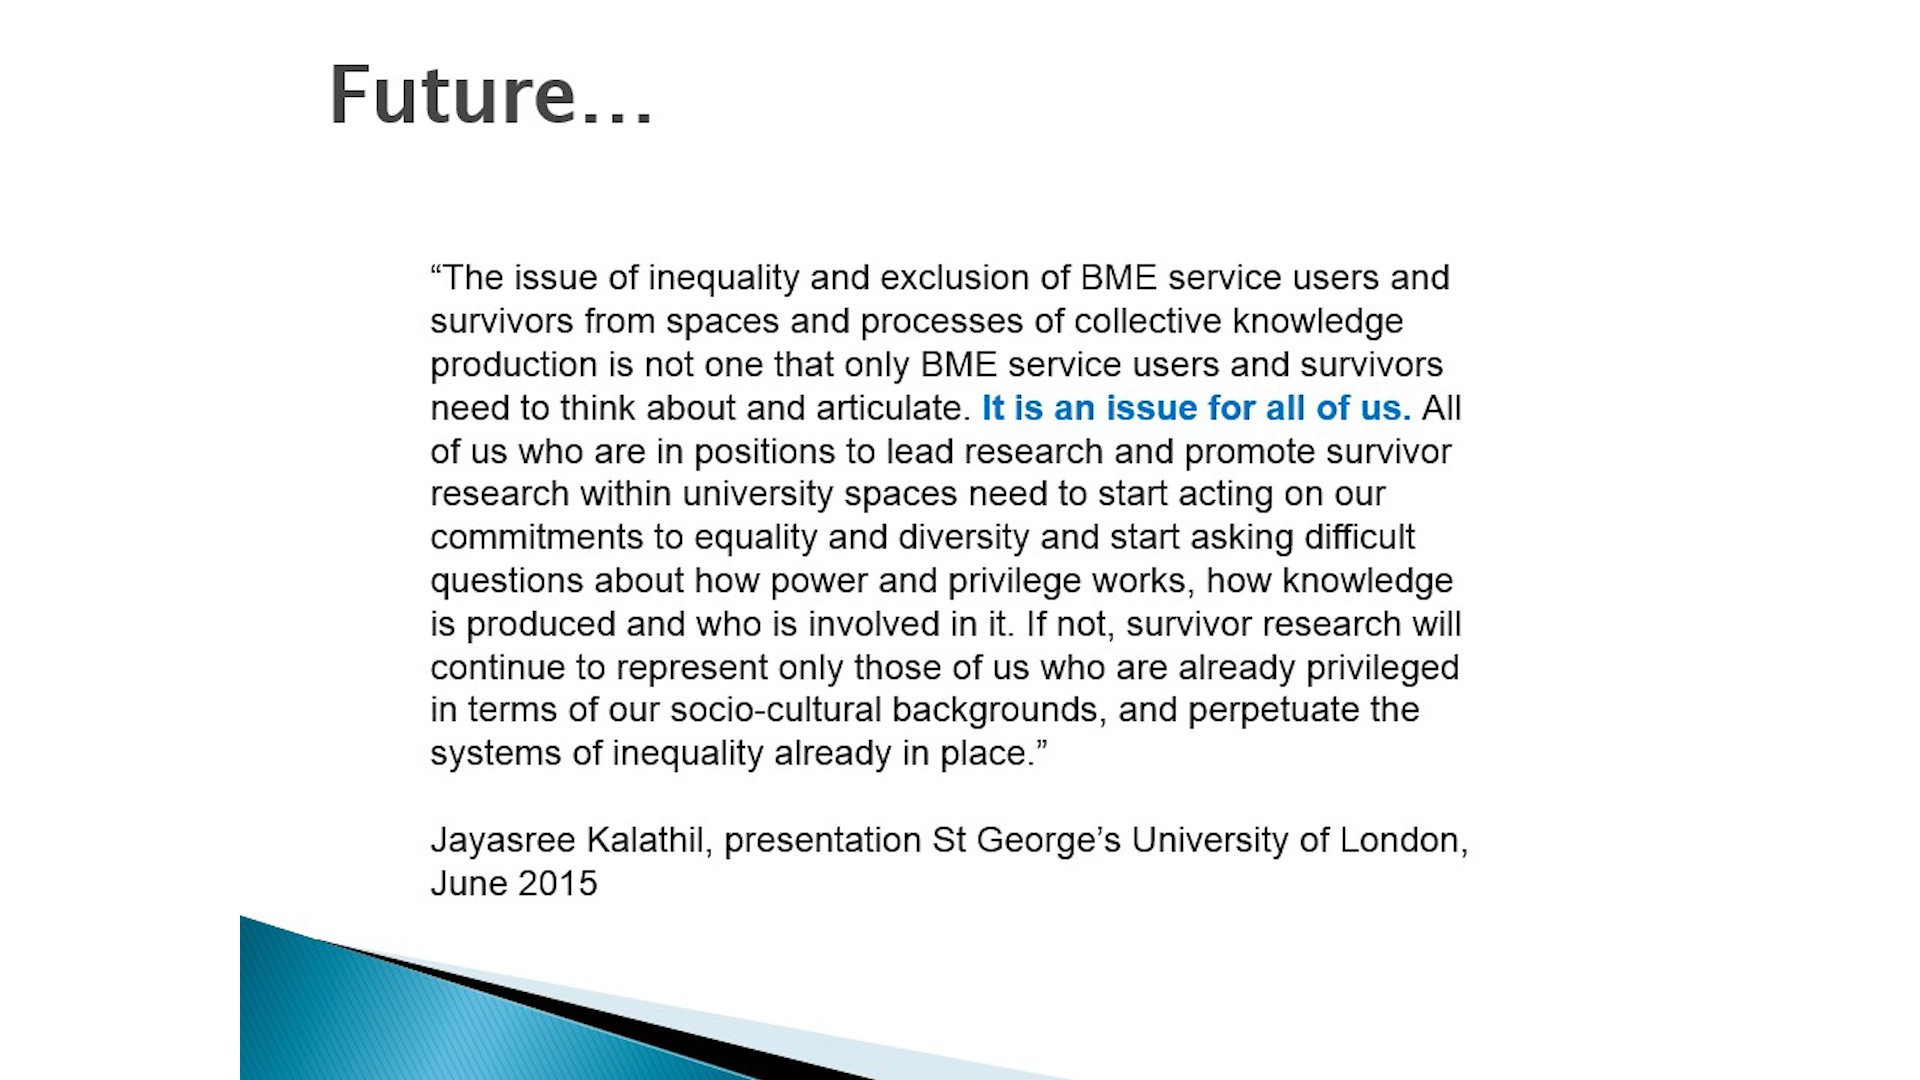 Future...
“The issue of inequality and exclusion of BME service users and
survivors from spaces and processes of collective knowledge
production is not one that only BME service users and survivors
need to think about and articulate. It is an issue for all of us. All
of us who are in positions to lead research and promote survivor
research within university spaces need to start acting on our
commitments to equality and diversity and start asking difficult
questions about how power and privilege works, how knowledge
is produced and who is involved in it. If not, survivor research will
continue to represent only those of us who are already privileged
in terms of our socio-cultural backgrounds, and perpetuate the
systems of inequality already in place.”
Jayasree Kalathil, presentation St George’s University of London,
June 2015